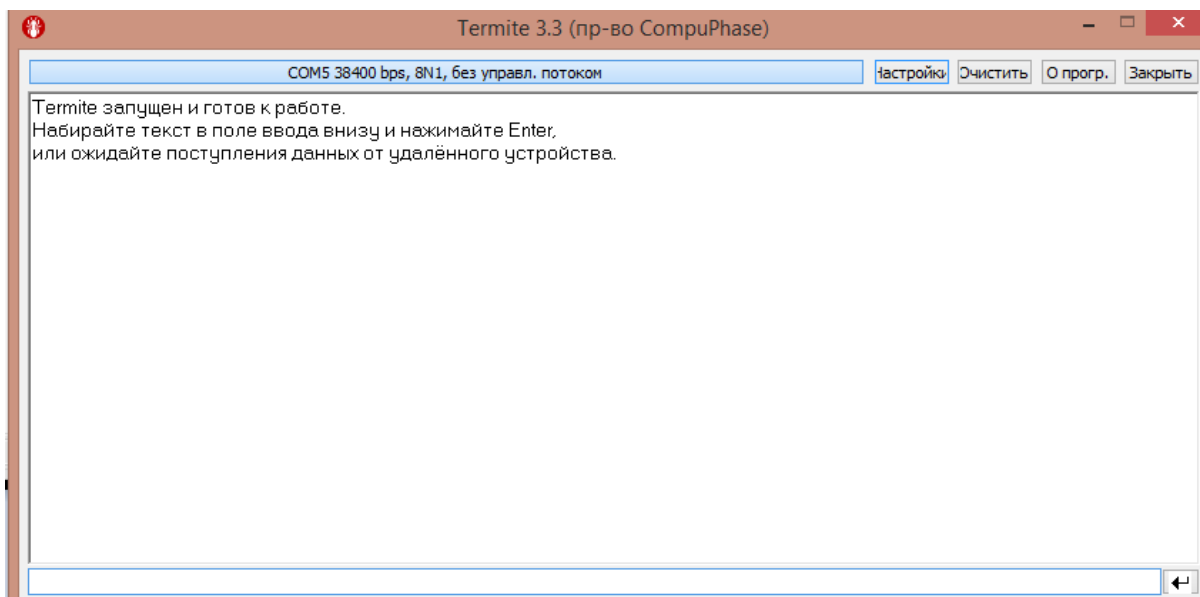 Termite 3.3 (пр-во CompuPhase)
COM5 38400 bps, 8N1, без управл. потоком
Настройки Очистить О прогр. Закрыть
Termite запущен и готов к работе.
Набирайте текст в поле ввода внизу и нажимайте Enter,
или ожидайте поступления данных от удалённого устройства.